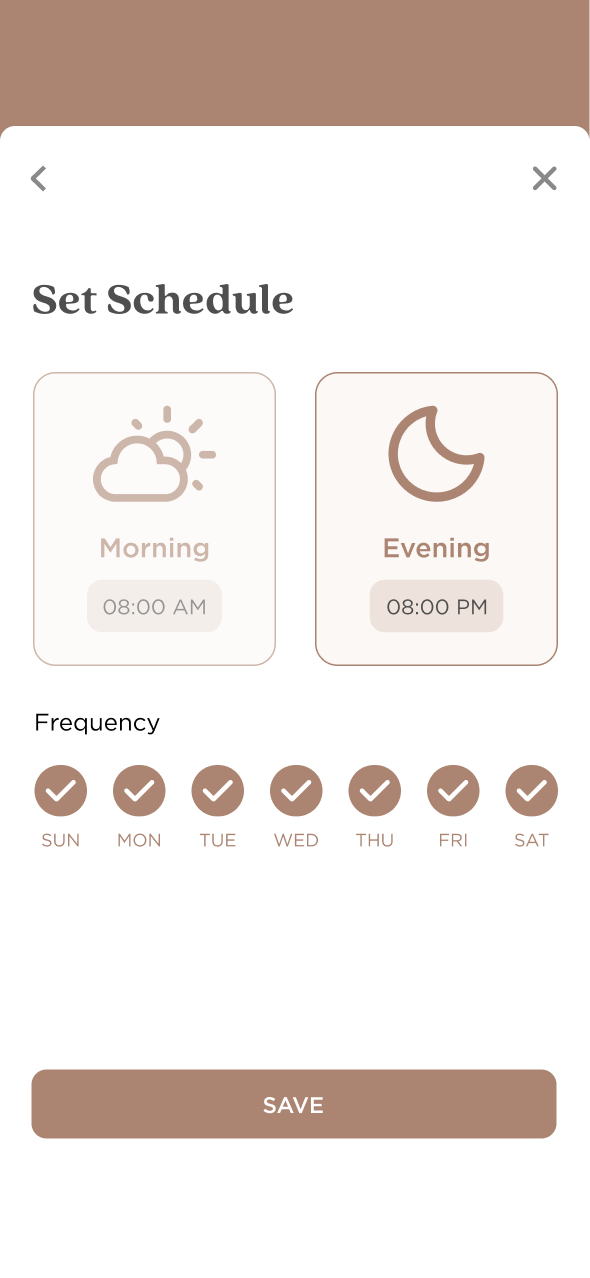 Set Schedule
Morning
08:00 AM
Evening
08:00 PM
Frequency
SUN MON TUE WED THU FRI SAT
SAVE